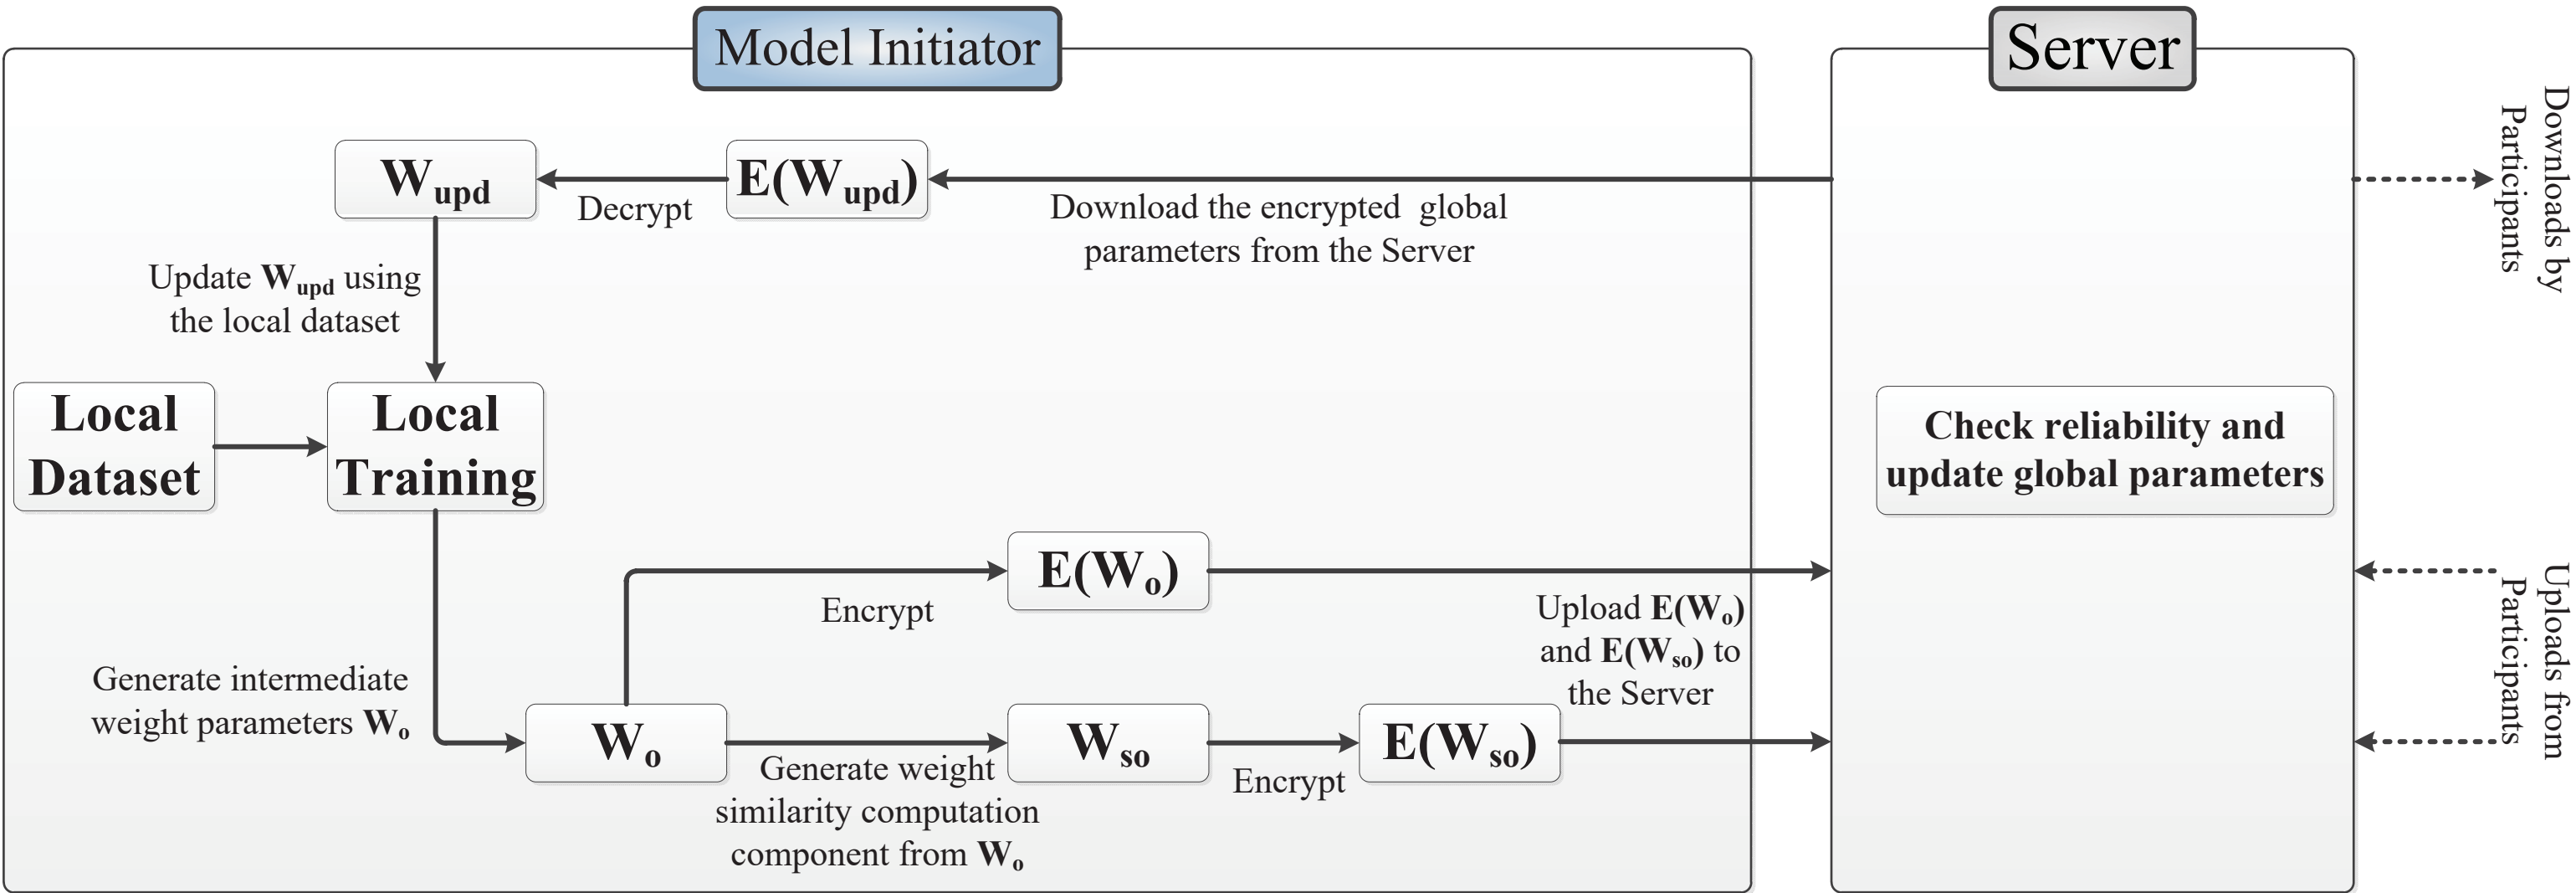 Model Initiator
Server
W_upd
E(W_upd)
Decrypt
Download the encrypted global
parameters from the Server
Downloads by
Participants
Update W_upd using
the local dataset
Local
Dataset
Local
Training
Check reliability and
update global parameters
E(W_o)
Encrypt
Upload E(W_o)
and E(W_so) to
the Server
Uploads from
Participants
Generate intermediate
weight parameters W_o
W_o
Generate weight
similarity computation
component from W_o
W_so
Encrypt
E(W_so)